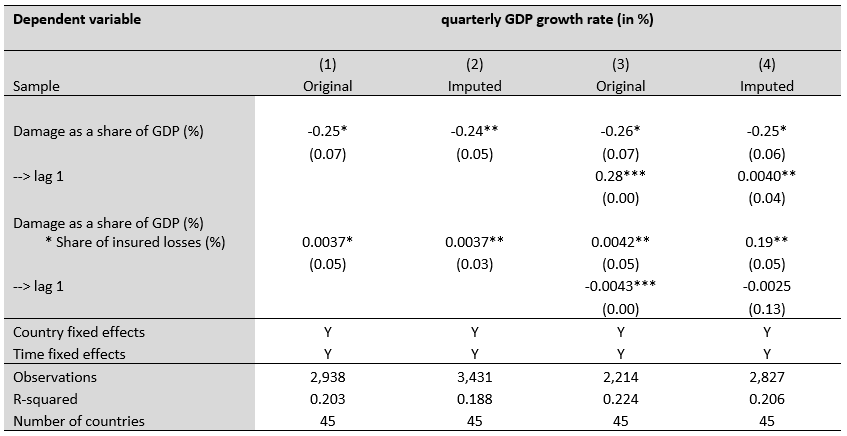 Dependent variable quarterly GDP growth rate (in %)
(1) (2) (3) (4)
Sample Original Imputed Original Imputed
Damage as a share of GDP (%) -0.25* -0.24** -0.26* -0.25*
(0.07) (0.05) (0.07) (0.06)
--> lag 1 0.28*** 0.0040**
(0.00) (0.04)
Damage as a share of GDP (%)
* Share of insured losses (%) 0.0037* 0.0037** 0.0042** 0.19**
(0.05) (0.03) (0.05) (0.05)
--> lag 1 -0.0043*** -0.0025
(0.00) (0.13)
Country fixed effects Y Y Y Y
Time fixed effects Y Y Y Y
Observations 2,938 3,431 2,214 2,827
R-squared 0.203 0.188 0.224 0.206
Number of countries 45 45 45 45